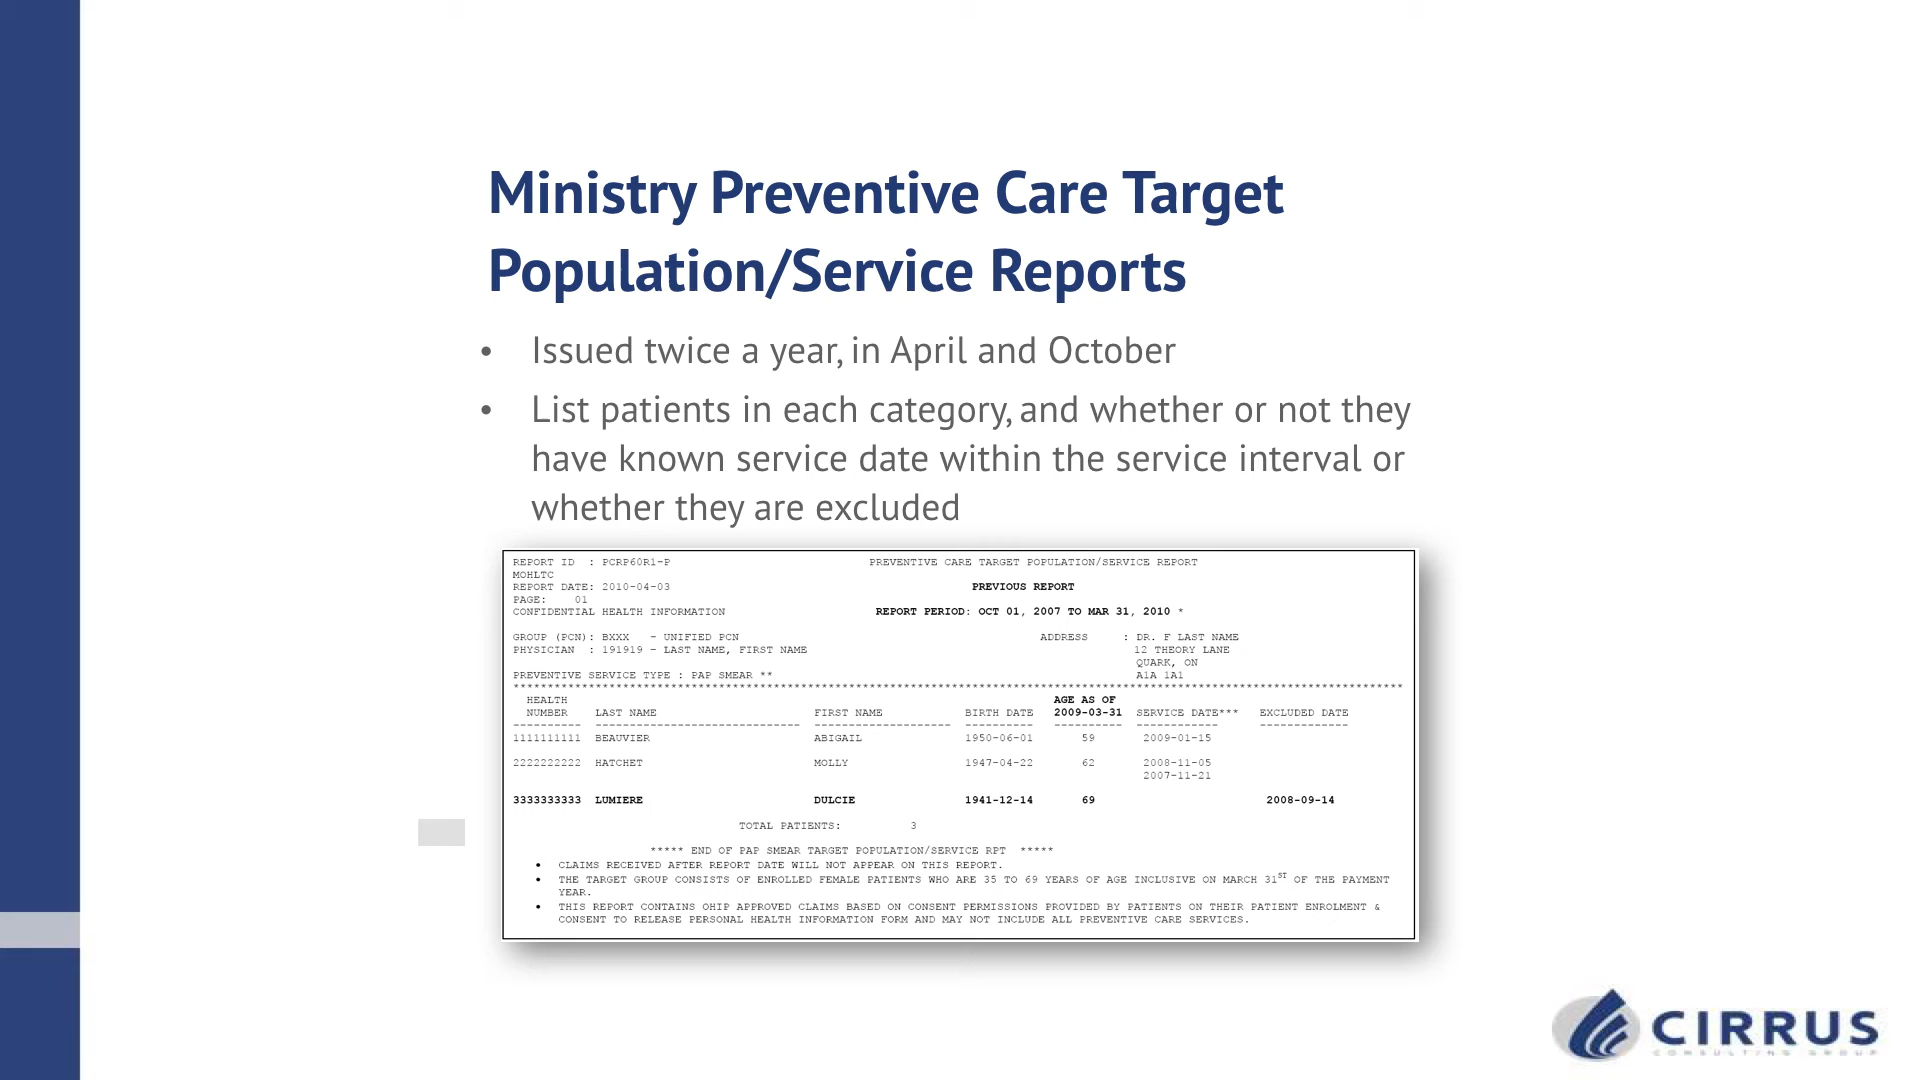 Ministry Preventive Care Target
Population/Service Reports
• Issued twice a year, in April and October
• List patients in each category, and whether or not they
have known service date within the service interval or
whether they are excluded
REPORT ID : PCRP60R1-P PREVENTIVE CARE TARGET POPULATION/SERVICE REPORT
MOHLTC
REPORT DATE: 2010-04-03 PREVIOUS REPORT
PAGE: 01
CONFIDENTIAL HEALTH INFORMATION REPORT PERIOD: OCT 01, 2007 TO MAR 31, 2010 *
GROUP (PCN): BXXX - UNIFIED PCN ADDRESS : DR. F LAST NAME
PHYSICIAN : 191919 - LAST NAME, FIRST NAME 12 THEORY LANE
QUARK, ON
PREVENTIVE SERVICE TYPE : PAP SMEAR ** A1A 1A1
HEALTH AGE AS OF
NUMBER LAST NAME FIRST NAME BIRTH DATE 2009-03-31 SERVICE DATE*** EXCLUDED DATE
1111111111 BEAUVIER ABIGAIL 1950-06-01 59 2009-01-15
2222222222 HATCHET MOLLY 1947-04-22 62 2008-11-05
2007-11-21
3333333333 LUMIERE DULCIE 1941-12-14 69 2008-09-14
TOTAL PATIENTS: 3
***** END OF PAP SMEAR TARGET POPULATION/SERVICE RPT *****
• CLAIMS RECEIVED AFTER REPORT DATE WILL NOT APPEAR ON THIS REPORT.
• THE TARGET GROUP CONSISTS OF ENROLLED FEMALE PATIENTS WHO ARE 35 TO 69 YEARS OF AGE INCLUSIVE ON MARCH 31ST OF THE PAYMENT
YEAR.
• THIS REPORT CONTAINS OHIP APPROVED CLAIMS BASED ON CONSENT PERMISSIONS PROVIDED BY PATIENTS ON THEIR PATIENT ENROLMENT &
CONSENT TO RELEASE PERSONAL HEALTH INFORMATION FORM AND MAY NOT INCLUDE ALL PREVENTIVE CARE SERVICES.
CIRRUS
CONSULTING GROUP